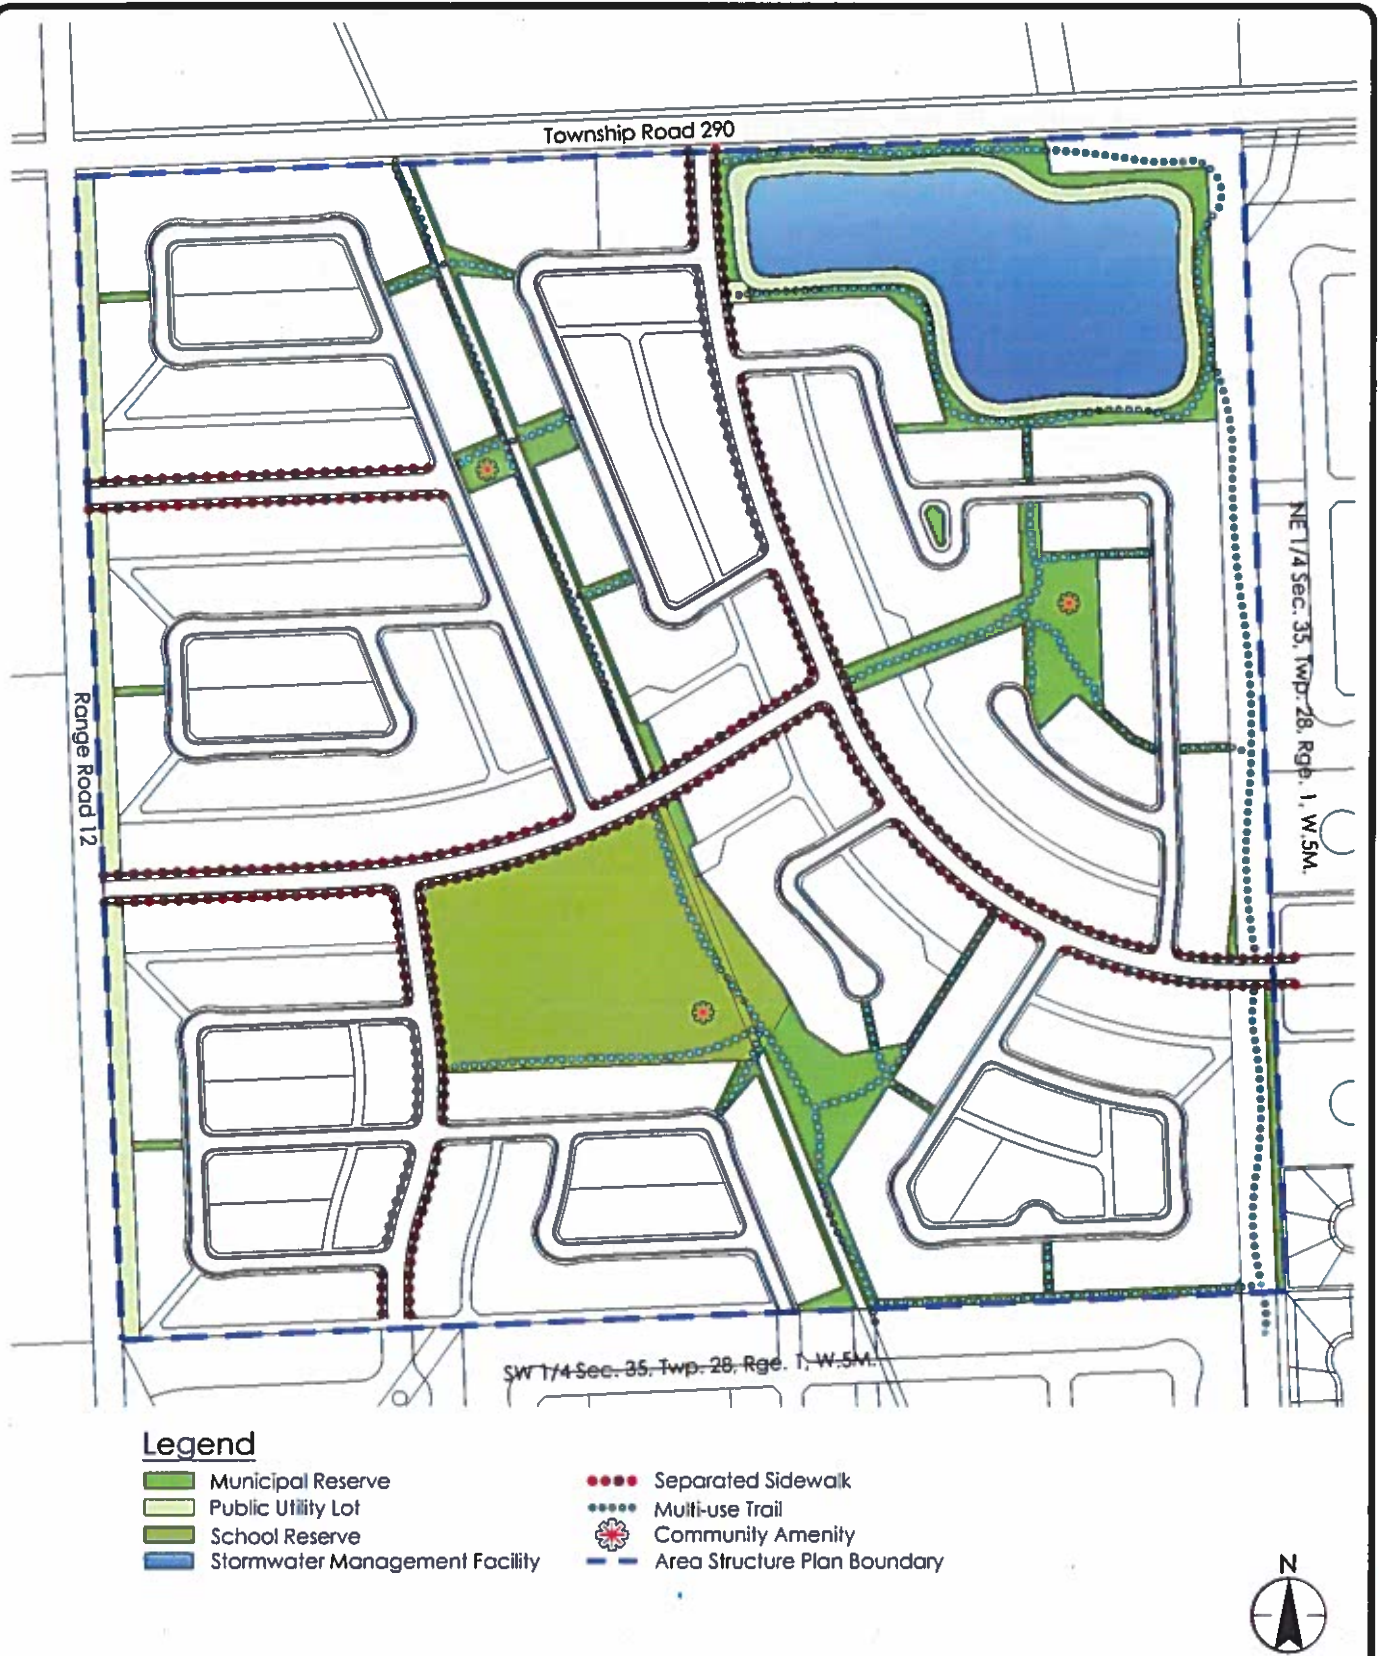 Township Road 290
NE 1/4 Sec. 35, Twp. 28, Rge. 1, W.5M.
Range Road 12
SW 1/4 Sec. 35, Twp. 28, Rge. 1, W.5M.
Legend
Municipal Reserve
Public Utility Lot
School Reserve
Stormwater Management Facility
Separated Sidewalk
Multi-use Trail
Community Amenity
Area Structure Plan Boundary
N